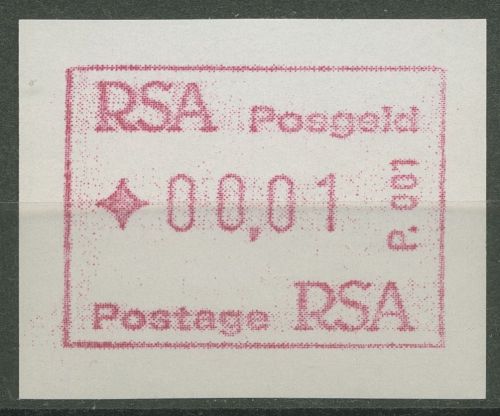 RSA Posgeld
00,01
P. 001
Postage RSA